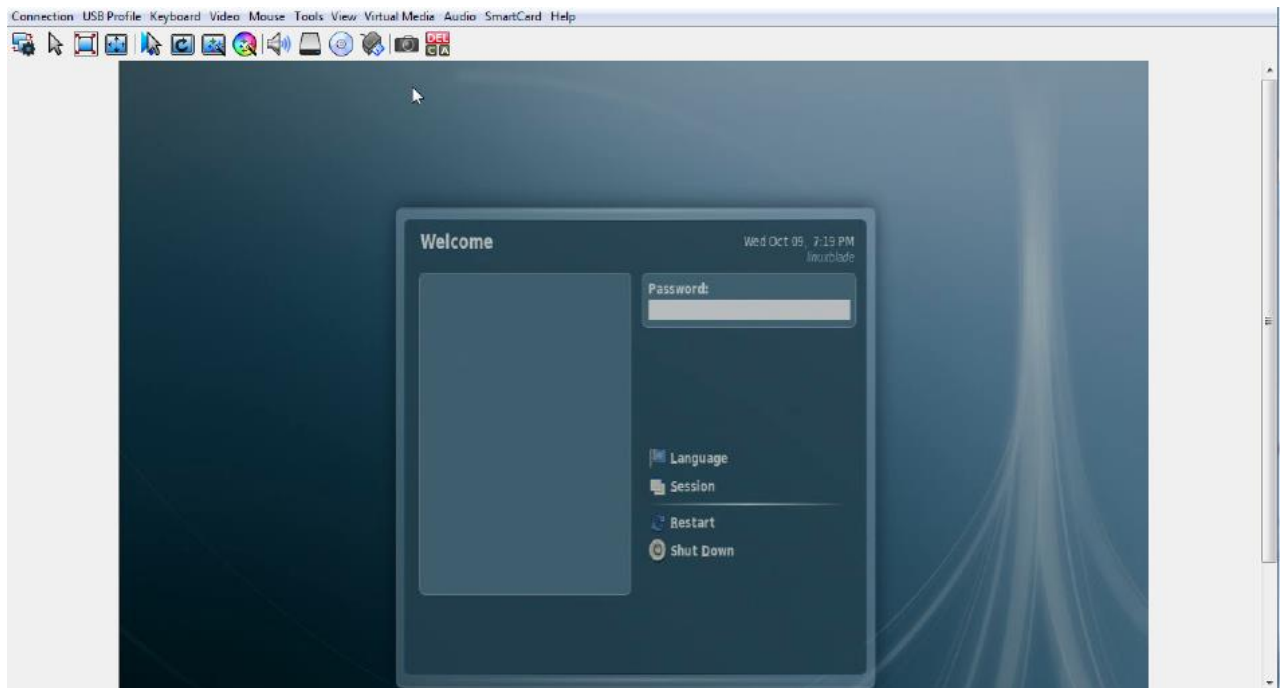 Connection USB Profile Keyboard Video Mouse Tools View Virtual Media Audio SmartCard Help
DEL
C A
Welcome
Wed Oct 09, 7:19 PM
linuxblade
Password:
Language
Session
Restart
Shut Down